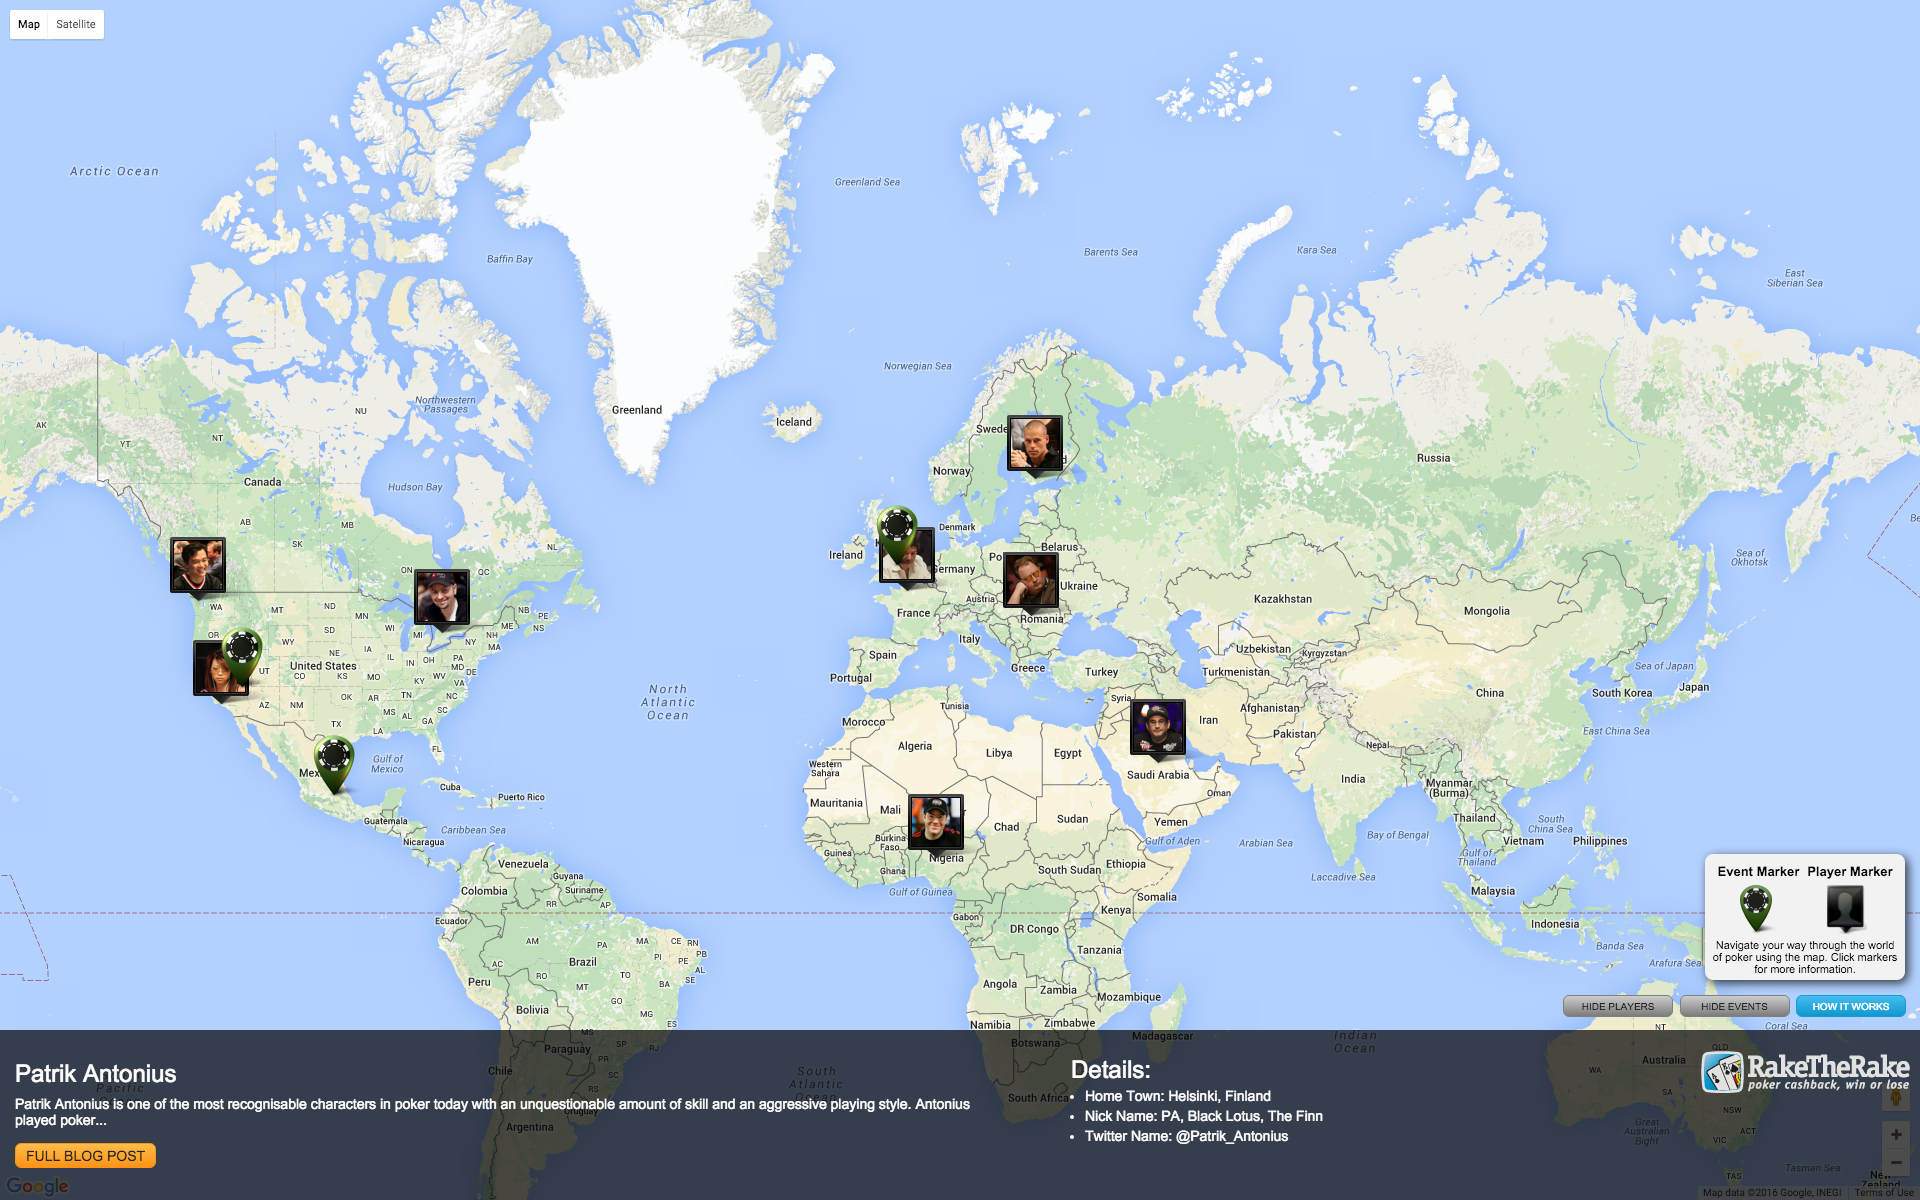 Map Satellite
Arctic Ocean
Greenland Sea
Baffin Bay
Barents Sea
Kara Sea
East
Siberian Sea
Norwegian Sea
Northwestern
Passages
NU
Greenland
Iceland
AK
YT
NT
Swede
Norway
Russia
Canada
Hudson Bay
AB
MB
SK
NL
ON
QC
Denmark
Ireland
Germany
Po
Belarus
Ukraine
Sea of
Okhotsk
Be
Kazakhstan
Mongolia
WA
MT
ND
MN
NB
PE
NS
France
Austria
Romania
OR
SD
WI
MI
NY
NH
MA
ME
WY
NE
IA
IL
IN
OH
PA
MD
DE
Italy
Spain
Portugal
Greece
Turkey
Uzbekistan
Kyrgyzstan
Turkmenistan
Sea of Japan
UT
United States
CO
KS
MO
KY
WV
VA
AZ
NM
OK
AR
TN
NC
SC
MS
AL
GA
TX
LA
FL
North
Atlantic
Ocean
Tunisia
Syria
China
South Korea
Japan
Morocco
Iran
Afghanistan
Pakistan
East China Sea
Algeria
Libya
Egypt
Nepal
Mex
Gulf of
Mexico
Western
Sahara
Saudi Arabia
India
Myanmar
(Burma)
Cuba
Puerto Rico
Mauritania
Mali
Oman
Guatemala
Caribbean Sea
Nicaragua
Chad
Sudan
Yemen
Thailand
South
China Sea
Burkina
Faso
Gulf of Aden
Arabian Sea
Bay of Bengal
Vietnam
Philippines
Guinea
Nigeria
Gulf of
Thailand
Venezuela
Guyana
Suriname
Ghana
South Sudan
Ethiopia
Laccadive Sea
Colombia
Gulf of Guinea
Somalia
Malaysia
RR
AP
Ecuador
Gabon
Kenya
DR Congo
Indonesia
AM
PA
MA
CE
RN
PB
PI
PE
AL
SE
Tanzania
Banda Sea
Arafura Sea
Brazil
AC
RO
TO
BA
Peru
MT
GO
Angola
Zambia
Mozambique
Bolivia
MG
ES
MS
Namibia
Zimbabwe
Botswana
Madagascar
Indian
Ocean
Event Marker Player Marker
Navigate your way through the world
of poker using the map. Click markers
for more information.
HIDE PLAYERS HIDE EVENTS HOW IT WORKS
NT
Coral Sea
QLD
Paraguay
PR
SP
RJ
Australia
WA
SA
NSW
ACT
VIC
TAS
Great
Australian
Bight
Tasman Sea
New
Zealand
Chile
SC
RS
Uruguay
Argentina
Pacific
South
Atlantic
Ocean
South Africa
Patrik Antonius
Patrik Antonius is one of the most recognisable characters in poker today with an unquestionable amount of skill and an aggressive playing style. Antonius
played poker...
FULL BLOG POST
Google
Details:
• Home Town: Helsinki, Finland
• Nick Name: PA, Black Lotus, The Finn
• Twitter Name: @Patrik_Antonius
RakeTheRake
poker cashback, win or lose
+
−
Map data ©2016 Google, INEGI Terms of Use